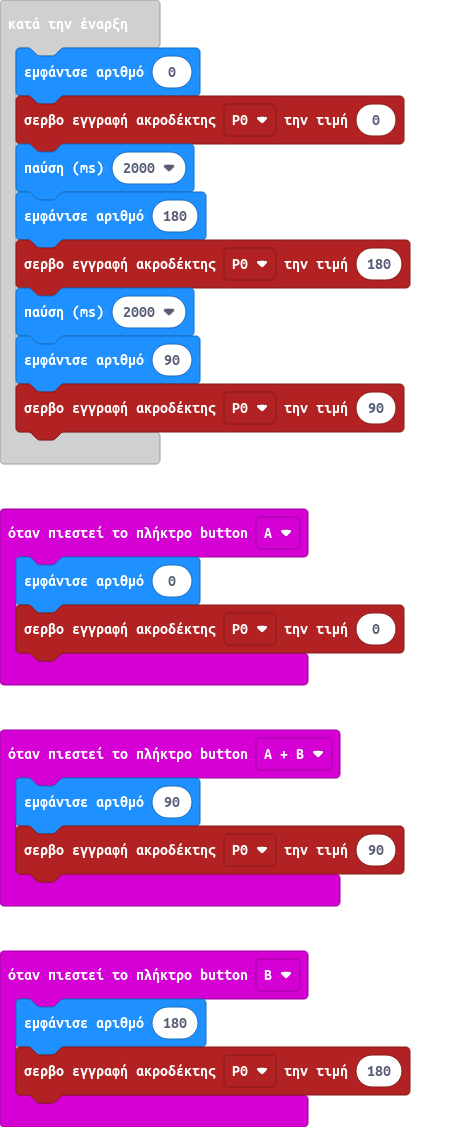 κατά την έναρξη
εμφάνισε αριθμό 0
σερβο εγγραφή ακροδέκτης P0 την τιμή 0
παύση (ms) 2000
εμφάνισε αριθμό 180
σερβο εγγραφή ακροδέκτης P0 την τιμή 180
παύση (ms) 2000
εμφάνισε αριθμό 90
σερβο εγγραφή ακροδέκτης P0 την τιμή 90
όταν πιεστεί το πλήκτρο button A
εμφάνισε αριθμό 0
σερβο εγγραφή ακροδέκτης P0 την τιμή 0
όταν πιεστεί το πλήκτρο button A + B
εμφάνισε αριθμό 90
σερβο εγγραφή ακροδέκτης P0 την τιμή 90
όταν πιεστεί το πλήκτρο button B
εμφάνισε αριθμό 180
σερβο εγγραφή ακροδέκτης P0 την τιμή 180